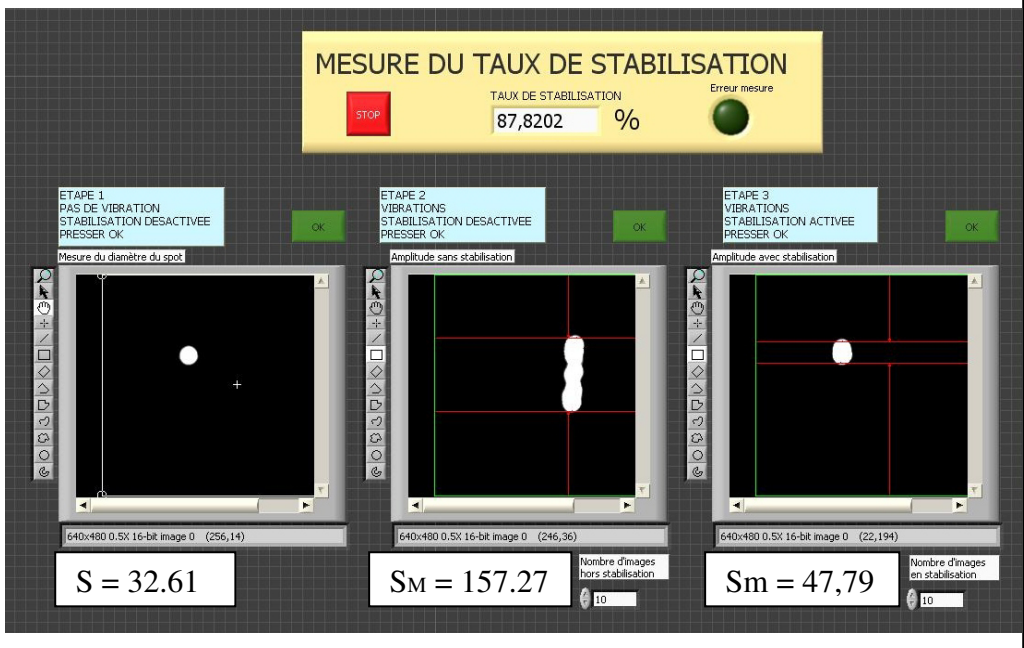 MESURE DU TAUX DE STABILISATION
STOP
TAUX DE STABILISATION
87,8202 %
Erreur mesure
ETAPE 1
PAS DE VIBRATION
STABILISATION DESACTIVEE
PRESSER OK
OK
Mesure du diamètre du spot
640x480 0.5X 16-bit image 0 (256,14)
S = 32.61
ETAPE 2
VIBRATIONS
STABILISATION DESACTIVEE
PRESSER OK
OK
Amplitude sans stabilisation
640x480 0.5X 16-bit image 0 (246,36)
SM = 157.27
Nombre d'images
hors stabilisation
10
ETAPE 3
VIBRATIONS
STABILISATION ACTIVEE
PRESSER OK
OK
Amplitude avec stabilisation
640x480 0.5X 16-bit image 0 (22,194)
Sm = 47,79
Nombre d'images
en stabilisation
10